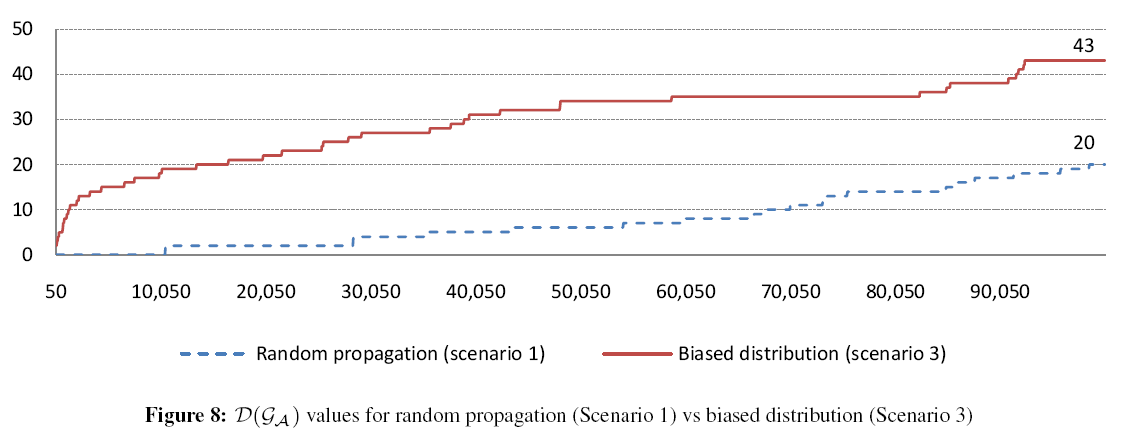 50
43
40
30
20
20
10
0
50 10,050 20,050 30,050 40,050 50,050 60,050 70,050 80,050 90,050
Random propagation (scenario 1) Biased distribution (scenario 3)
Figure 8: 𝒟(𝒢_𝒜) values for random propagation (Scenario 1) vs biased distribution (Scenario 3)